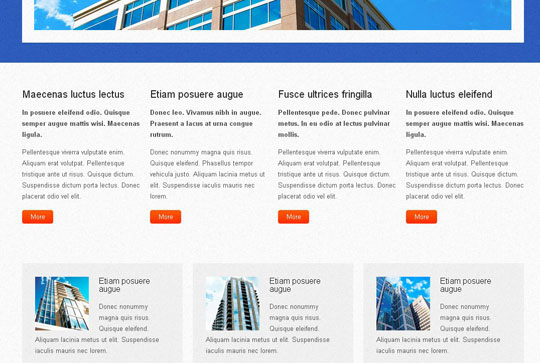 Maecenas luctus lectus
In posuere eleifend odio. Quisque
semper augue mattis wisi. Maecenas
ligula.
Pellentesque viverra vulputate enim.
Aliquam erat volutpat. Pellentesque
tristique ante ut risus. Quisque dictum.
Suspendisse dictum porta lectus. Donec
placerat odio vel elit.
More
Etiam posuere augue
Donec leo. Vivamus nibh in augue.
Praesent a lacus at urna congue
rutrum.
Donec nonummy magna quis risus.
Quisque eleifend. Phasellus tempor
vehicula justo. Aliquam lacinia metus ut
elit. Suspendisse iaculis mauris nec
lorem.
More
Fusce ultrices fringilla
Pellentesque pede. Donec pulvinar
metus. In eu odio at lectus pulvinar
mollis.
Pellentesque viverra vulputate enim.
Aliquam erat volutpat. Pellentesque
tristique ante ut risus. Quisque dictum.
Suspendisse dictum porta lectus. Donec
placerat odio vel elit.
More
Nulla luctus eleifend
In posuere eleifend odio. Quisque
semper augue mattis wisi. Maecenas
ligula.
Pellentesque viverra vulputate enim.
Aliquam erat volutpat. Pellentesque
tristique ante ut risus. Quisque dictum.
Suspendisse dictum porta lectus. Donec
placerat odio vel elit.
More
Etiam posuere
augue
Donec nonummy
magna quis risus.
Quisque eleifend.
Aliquam lacinia metus ut elit. Suspendisse
iaculis mauris nec lorem.
Etiam posuere
augue
Donec nonummy
magna quis risus.
Quisque eleifend.
Aliquam lacinia metus ut elit. Suspendisse
iaculis mauris nec lorem.
Etiam posuere
augue
Donec nonummy
magna quis risus.
Quisque eleifend.
Aliquam lacinia metus ut elit. Suspendisse
iaculis mauris nec lorem.